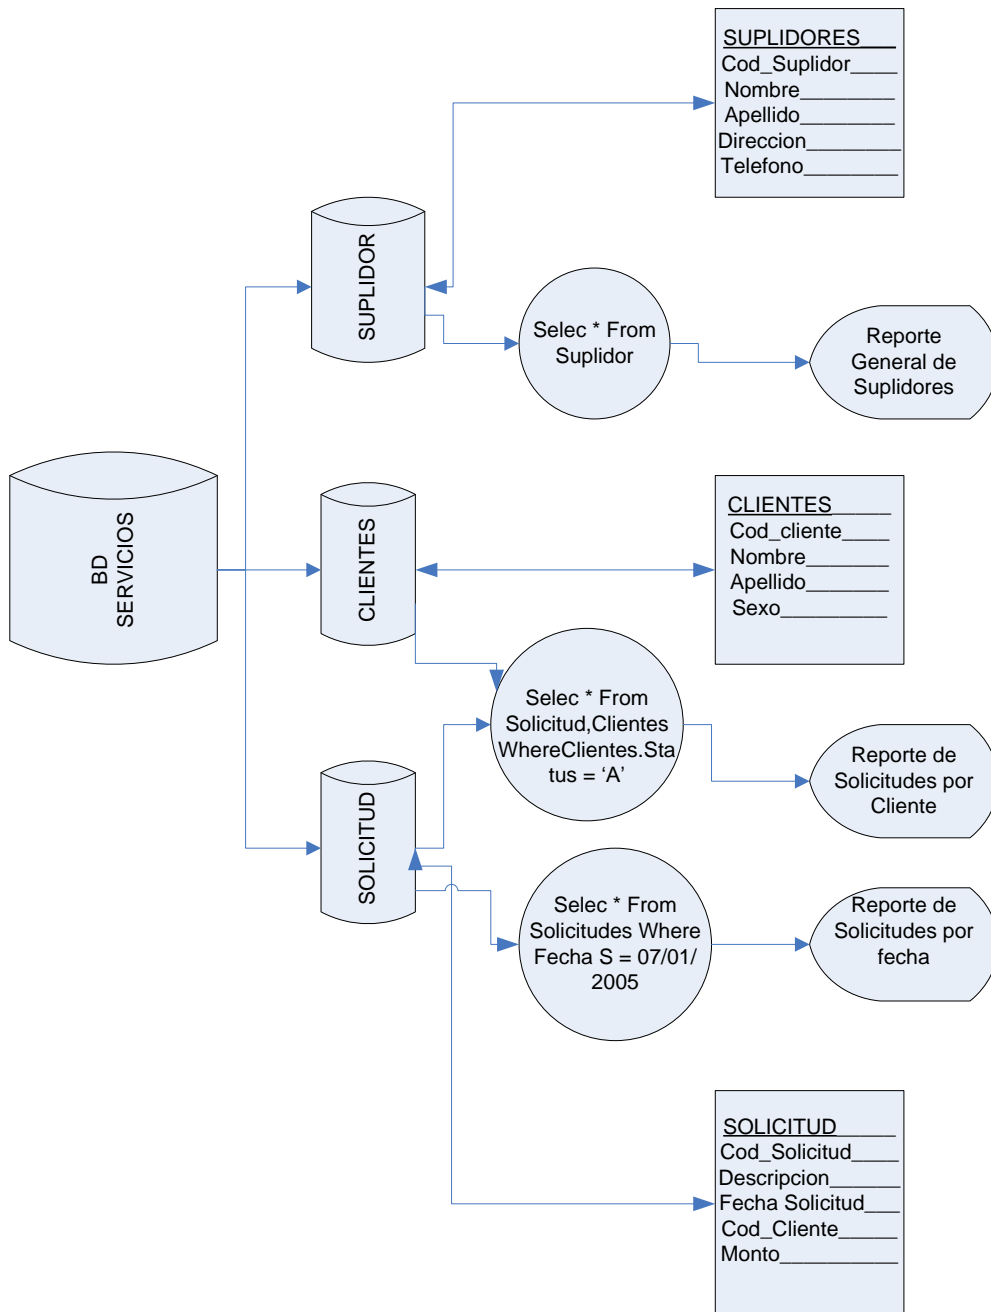 SUPLIDORES___
Cod_Suplidor____
Nombre________
Apellido________
Direccion________
Telefono________
SUPLIDOR
Selec * From
Suplidor
Reporte
General de
Suplidores
BD
SERVICIOS
CLIENTES
CLIENTES_____
Cod_cliente____
Nombre_______
Apellido_______
Sexo_________
Selec * From
Solicitud,Clientes
WhereClientes.Sta
tus = ‘A’
Reporte de
Solicitudes por
Cliente
SOLICITUD
Selec * From
Solicitudes Where
Fecha S = 07/01/
2005
Reporte de
Solicitudes por
fecha
SOLICITUD_____
Cod_Solicitud____
Descripcion______
Fecha Solicitud___
Cod_Cliente_____
Monto__________